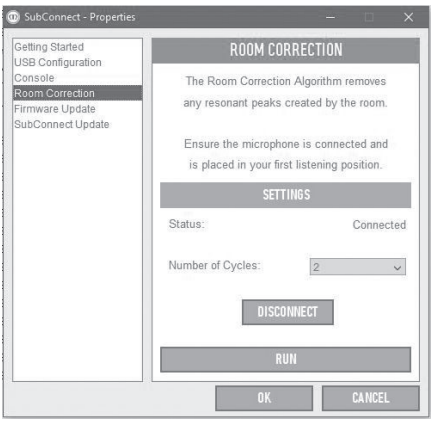 SubConnect - Properties
Getting Started
USB Configuration
Console
Room Correction
Firmware Update
SubConnect Update
ROOM CORRECTION
The Room Correction Algorithm removes
any resonant peaks created by the room.
Ensure the microphone is connected and
is placed in your first listening position.
SETTINGS
Status: Connected
Number of Cycles: 2
DISCONNECT
RUN
OK CANCEL